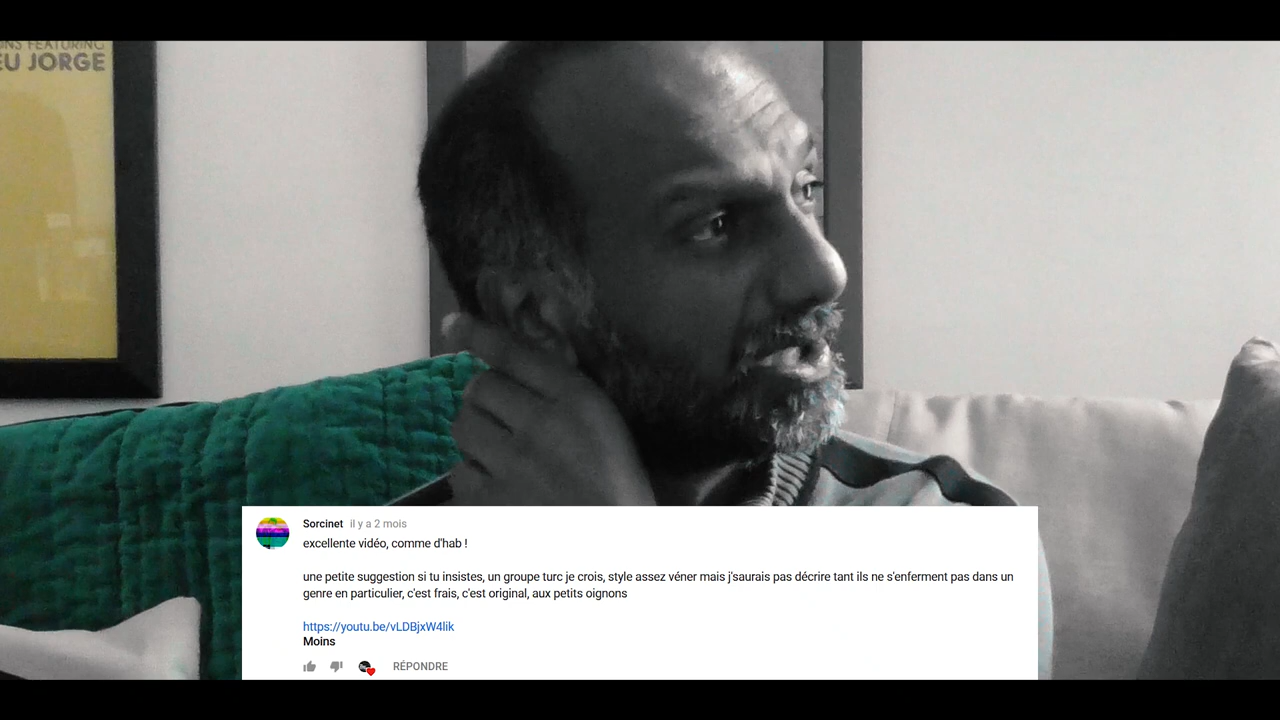 NS FEATURING
EU JORGE
Sorcinet il y a 2 mois
excellente vidéo, comme d'hab !
une petite suggestion si tu insistes, un groupe turc je crois, style assez véner mais j'saurais pas décrire tant ils ne s'enferment pas dans un
genre en particulier, c'est frais, c'est original, aux petits oignons
https://youtu.be/vLDBjxW4lik
Moins
RÉPONDRE